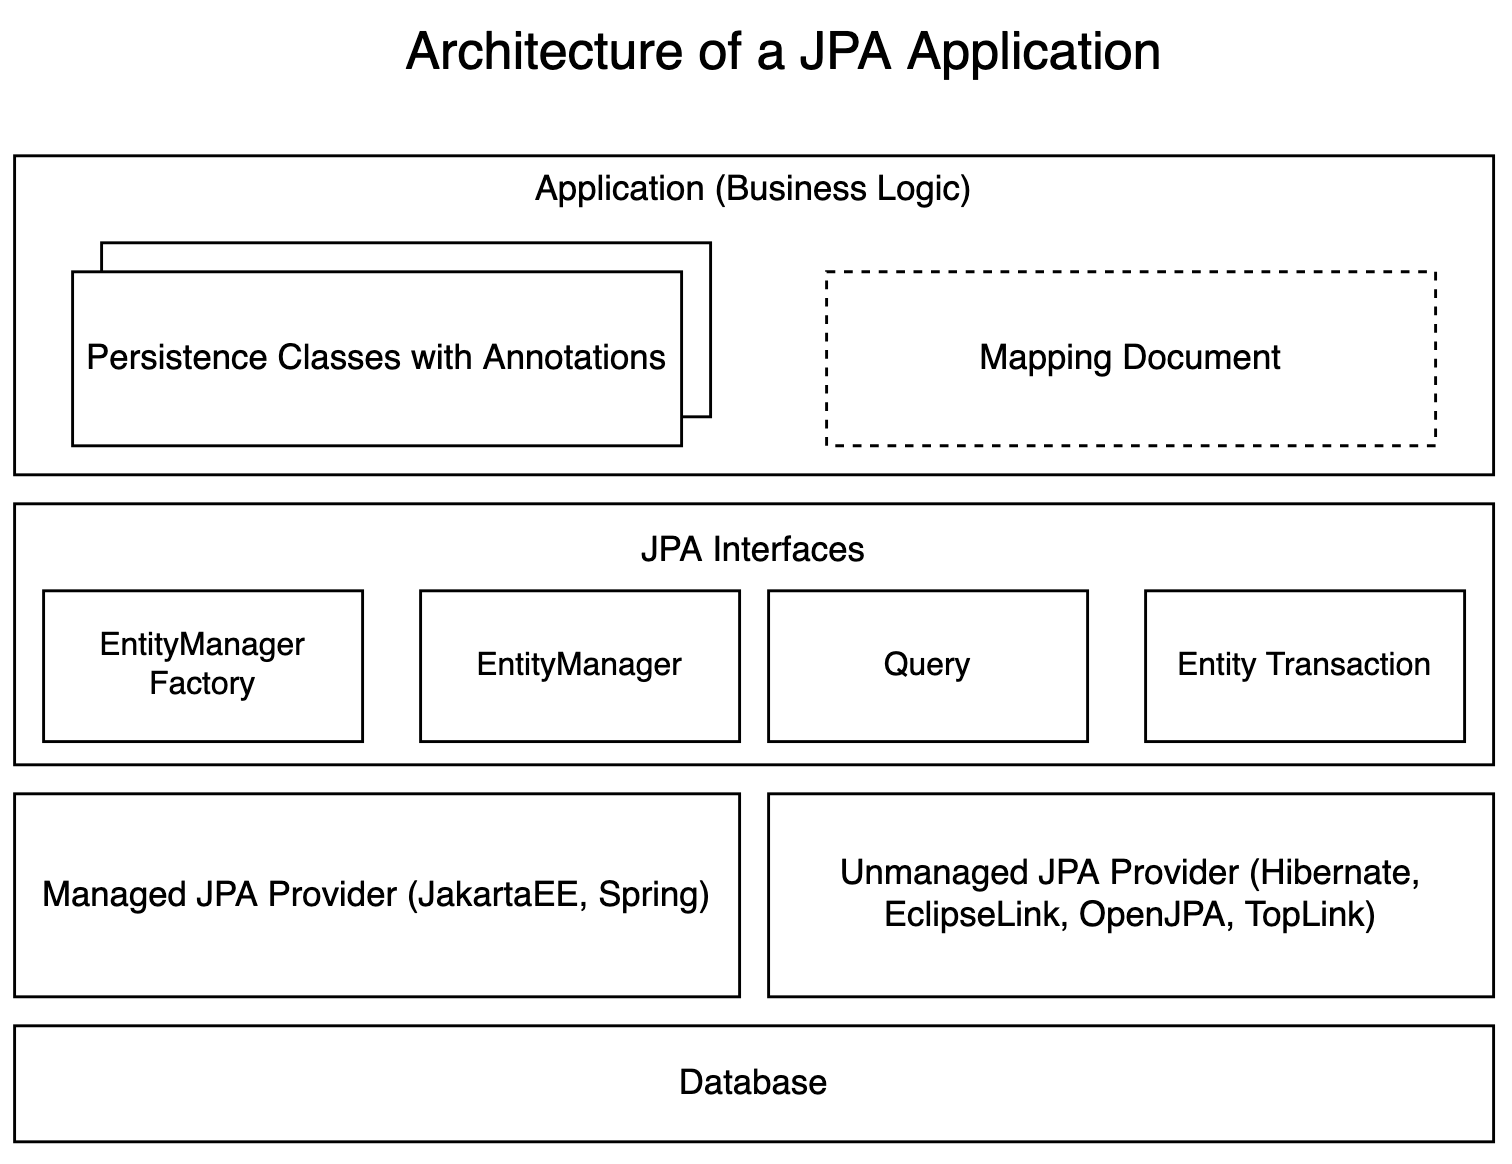 Architecture of a JPA Application
Application (Business Logic)
Persistence Classes with Annotations
Mapping Document
JPA Interfaces
EntityManager
Factory
EntityManager
Query
Entity Transaction
Managed JPA Provider (JakartaEE, Spring)
Unmanaged JPA Provider (Hibernate,
EclipseLink, OpenJPA, TopLink)
Database